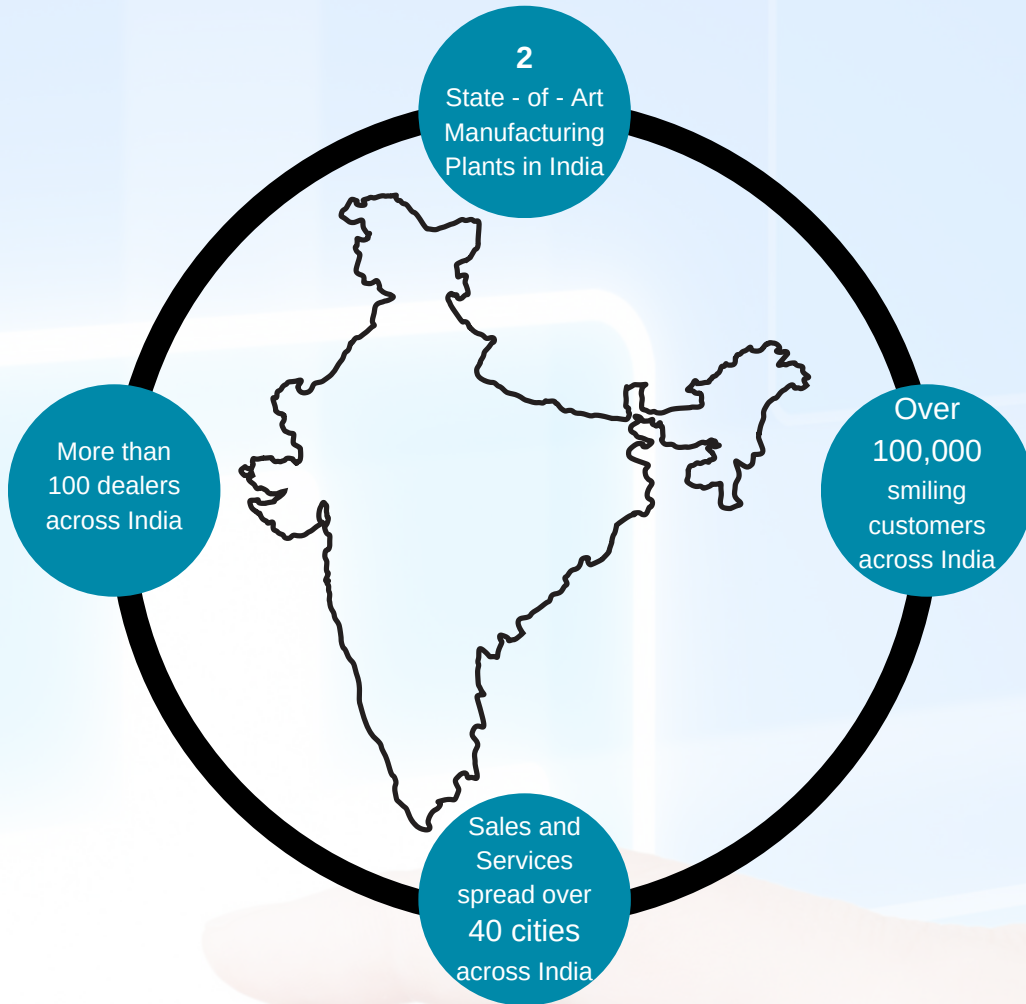 2
State - of - Art
Manufacturing
Plants in India
More than
100 dealers
across India
Over
100,000
smiling
customers
across India
Sales and
Services
spread over
40 cities
across India